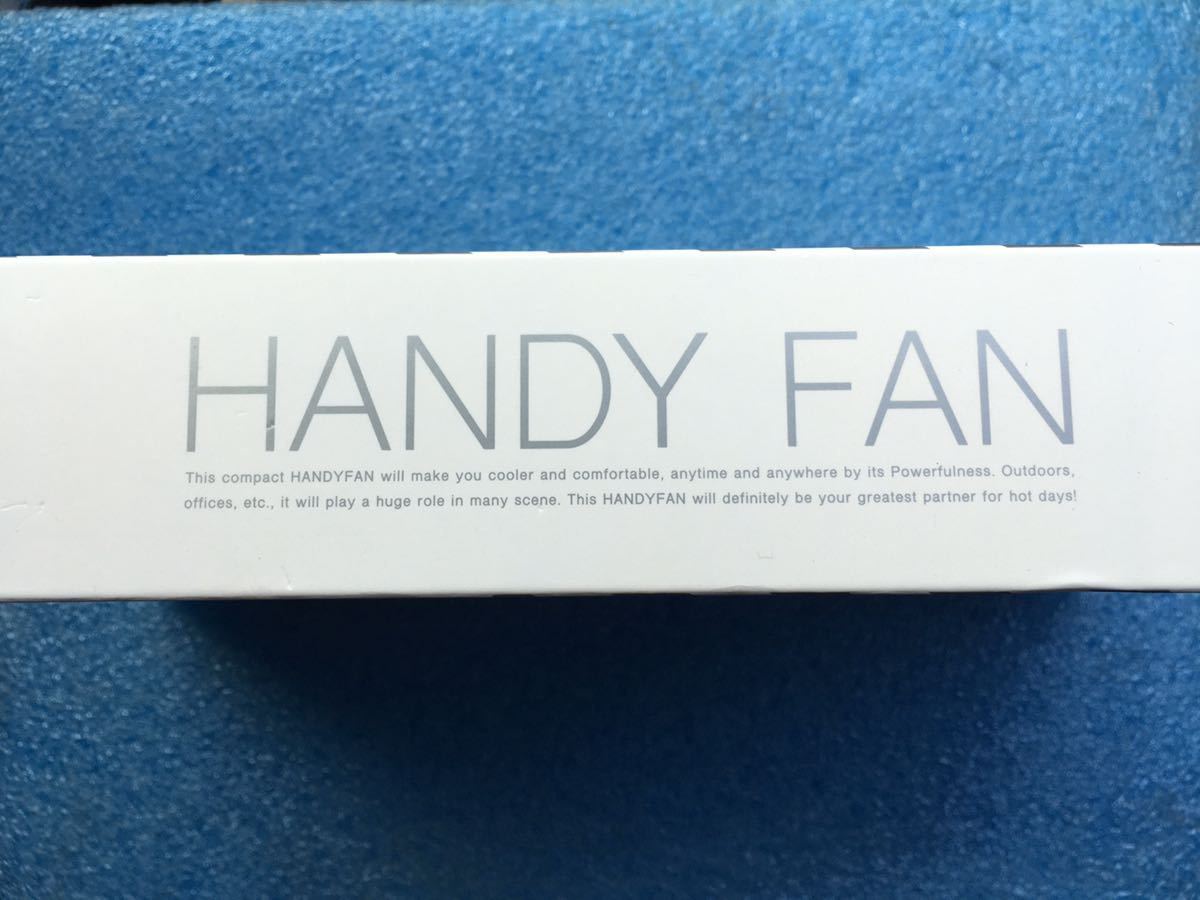 HANDY FAN
This compact HANDYFAN will make you cooler and comfortable, anytime and anywhere by its Powerfulness. Outdoors,
offices, etc., it will play a huge role in many scene. This HANDYFAN will definitely be your greatest partner for hot days!